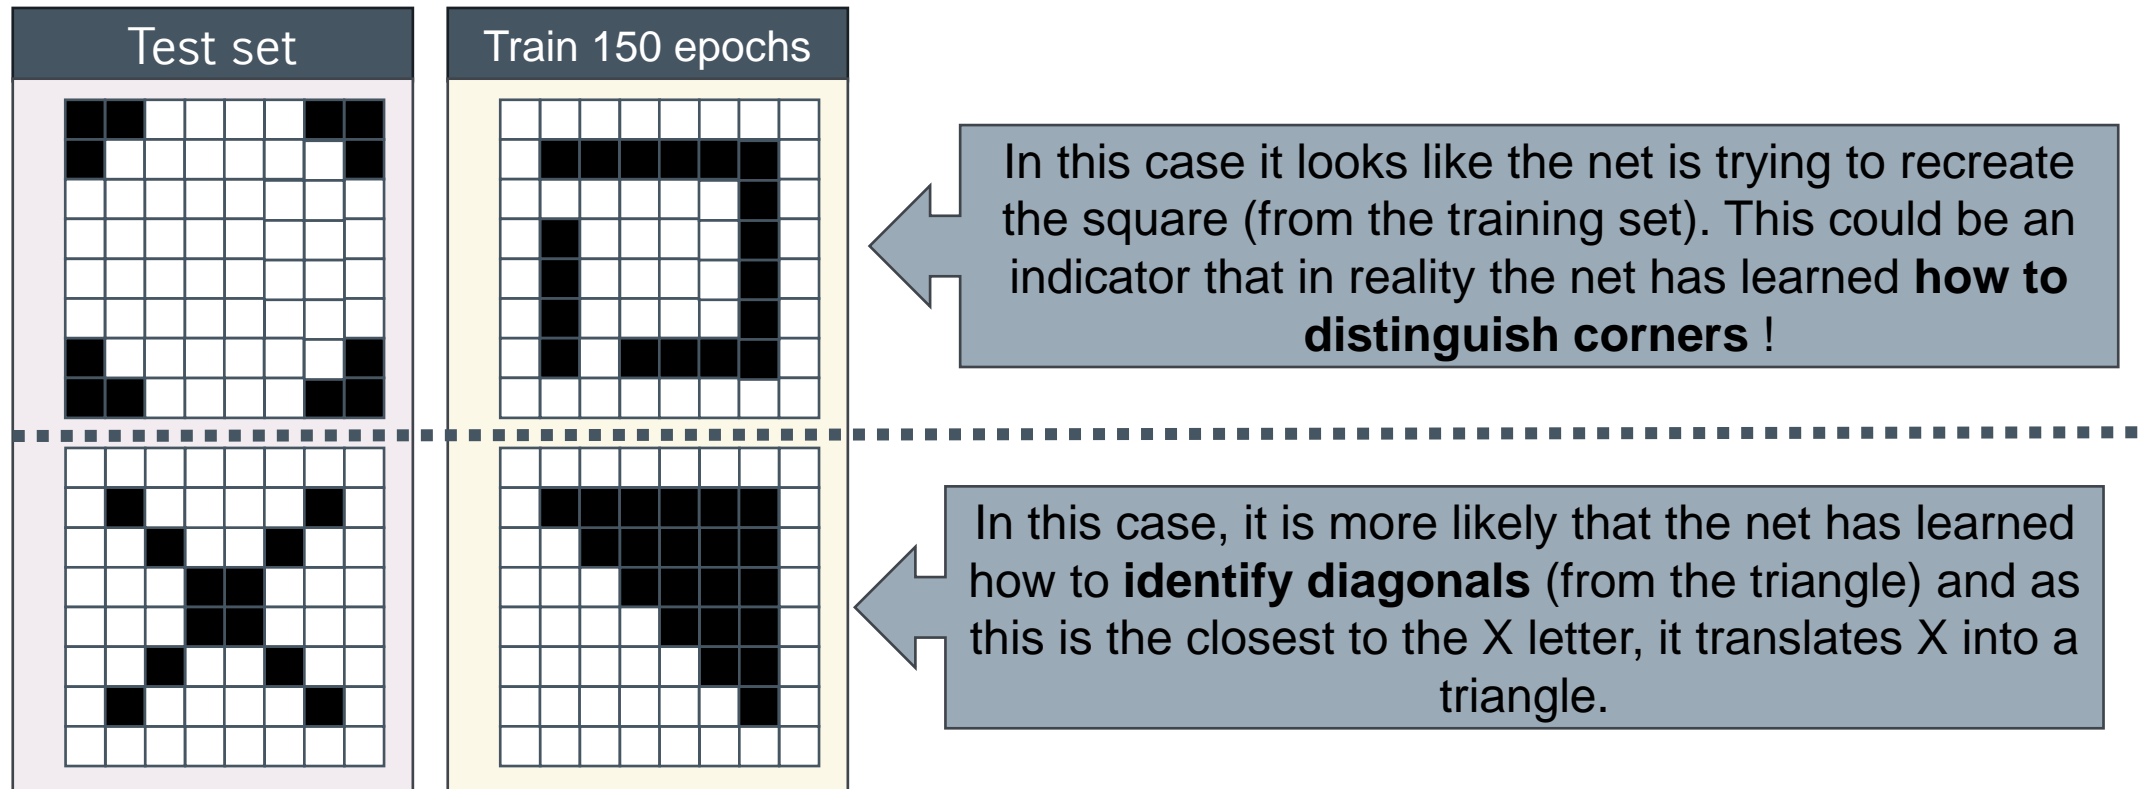 Test set
Train 150 epochs
In this case it looks like the net is trying to recreate
the square (from the training set). This could be an
indicator that in reality the net has learned how to
distinguish corners !
In this case, it is more likely that the net has learned
how to identify diagonals (from the triangle) and as
this is the closest to the X letter, it translates X into a
triangle.